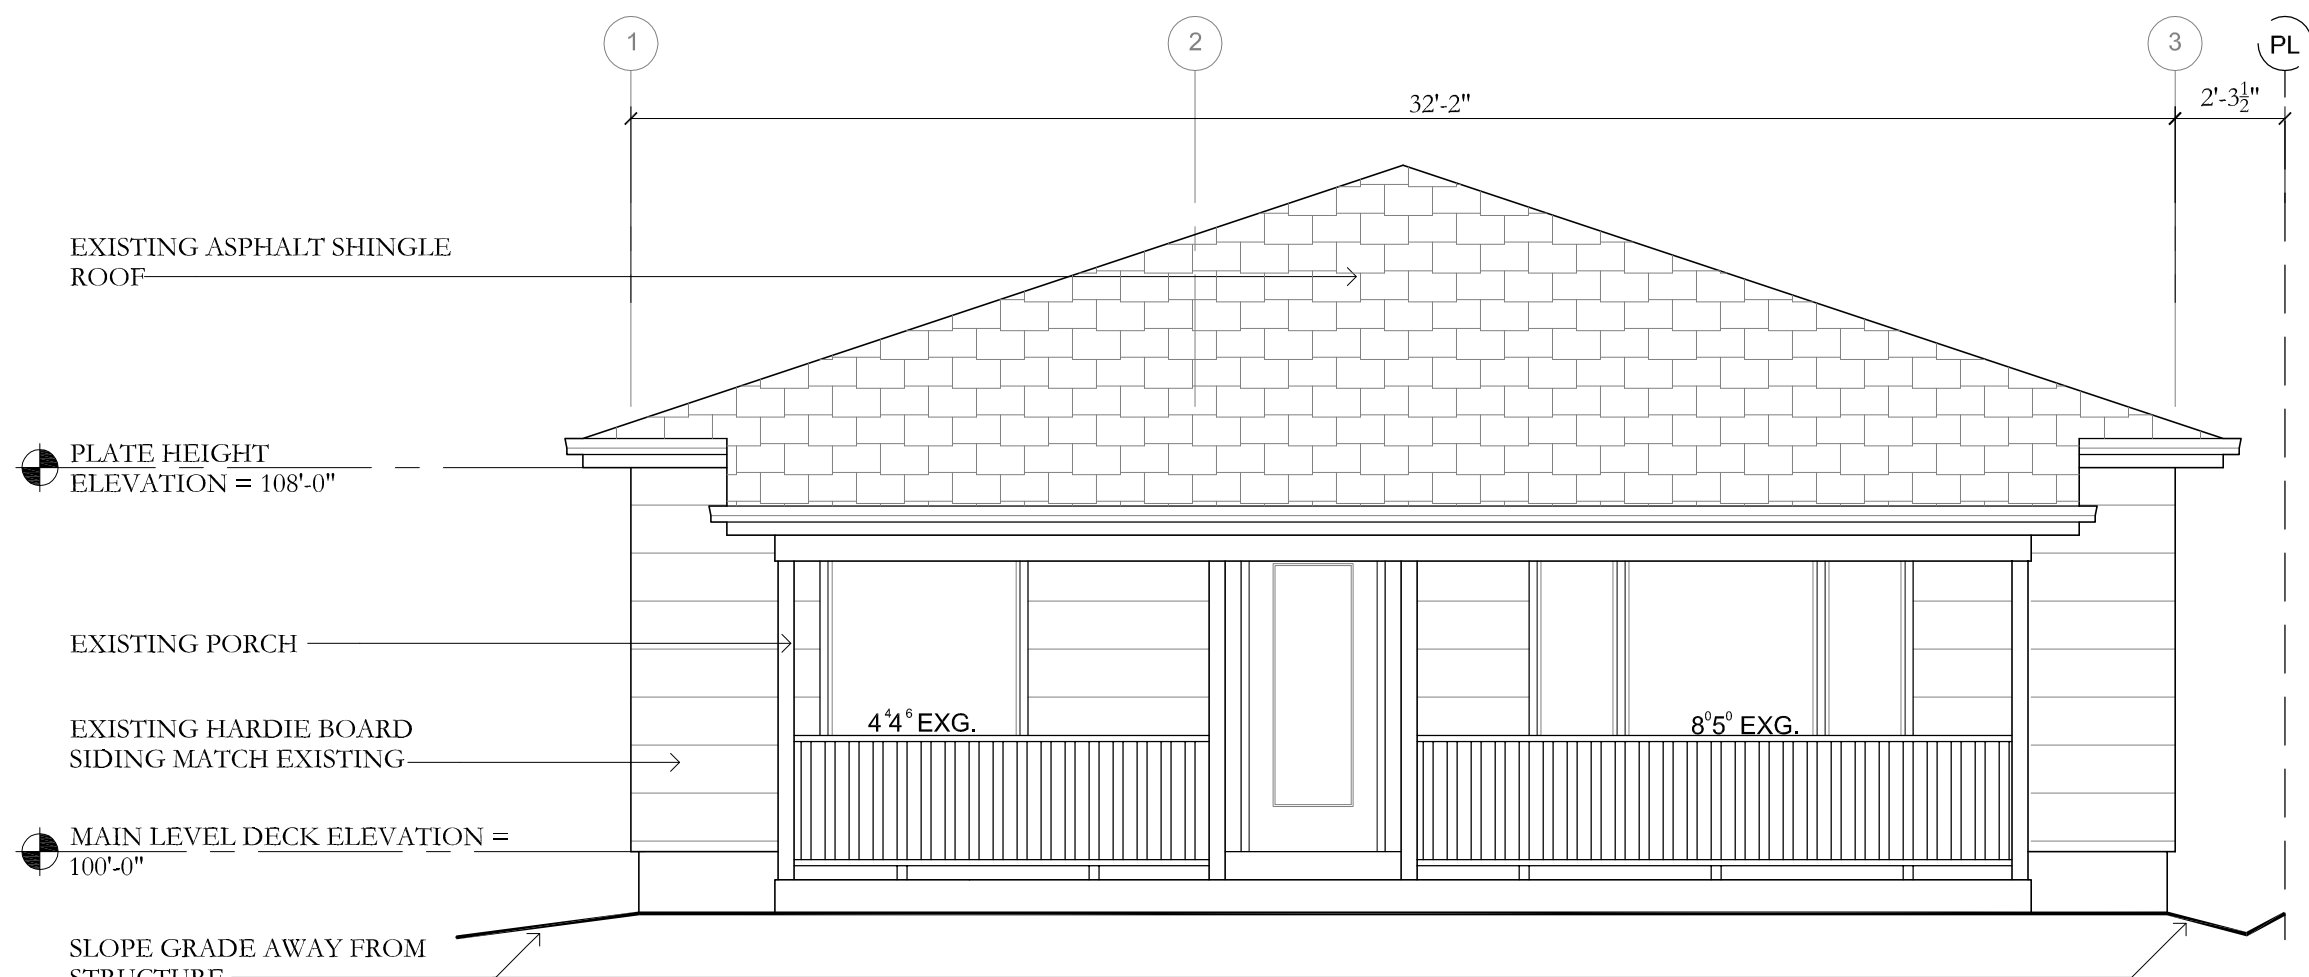 1
2
3
PL
32'-2"
2'-3½"
EXISTING ASPHALT SHINGLE
ROOF
PLATE HEIGHT
ELEVATION = 108'-0"
EXISTING PORCH
EXISTING HARDIE BOARD
SIDING MATCH EXISTING
4⁴4⁶ EXG.
8⁰5⁰ EXG.
MAIN LEVEL DECK ELEVATION =
100'-0"
SLOPE GRADE AWAY FROM
STRUCTURE